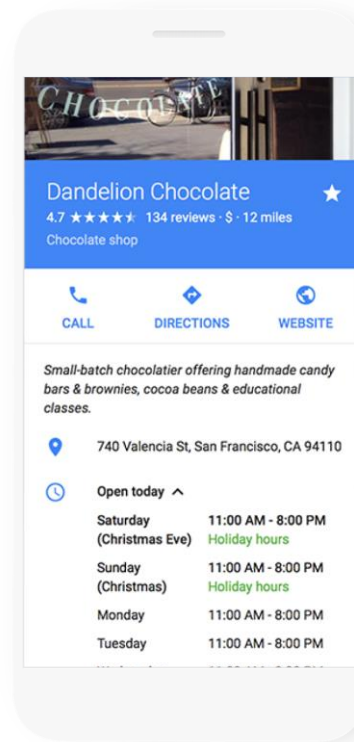 CHOCOLATE
Dandelion Chocolate
4.7 134 reviews · $ · 12 miles
Chocolate shop
CALL DIRECTIONS WEBSITE
Small-batch chocolatier offering handmade candy
bars & brownies, cocoa beans & educational
classes.
740 Valencia St, San Francisco, CA 94110
Open today
Saturday 11:00 AM - 8:00 PM
(Christmas Eve) Holiday hours
Sunday 11:00 AM - 8:00 PM
(Christmas) Holiday hours
Monday 11:00 AM - 8:00 PM
Tuesday 11:00 AM - 8:00 PM